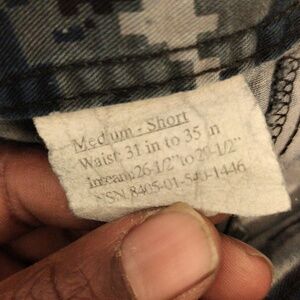 Medium - Short
Waist: 31 in to 35 in
Inseam: 26-1/2" to 29-1/2"
NSN 8405-01-540-1446